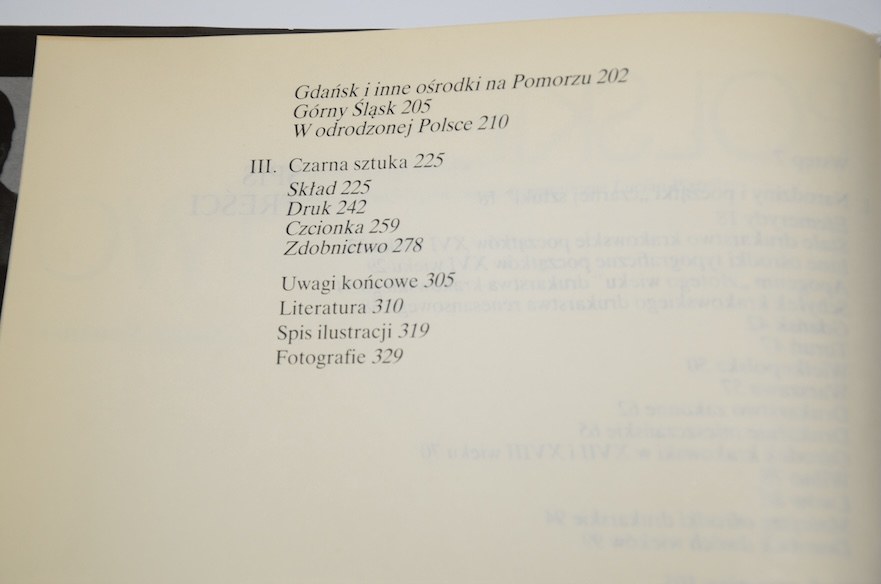 Gdańsk i inne ośrodki na Pomorzu 202
Górny Śląsk 205
W odrodzonej Polsce 210
III. Czarna sztuka 225
Skład 225
Druk 242
Czcionka 259
Zdobnictwo 278
Uwagi końcowe 305
Literatura 310
Spis ilustracji 319
Fotografie 329